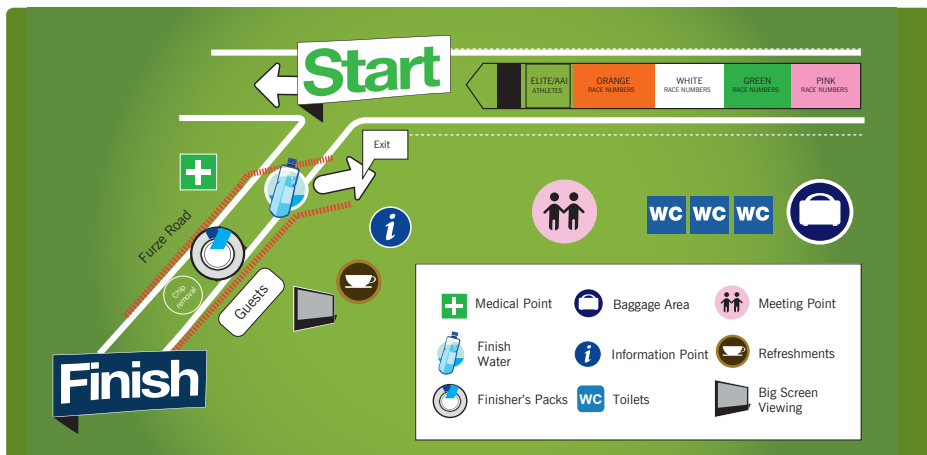 Start
ELITE/AAI
ATHLETES
ORANGE
RACE NUMBERS
WHITE
RACE NUMBERS
GREEN
RACE NUMBERS
PINK
RACE NUMBERS
Exit
Furze Road
WC WC WC
i
Chip
removal
Guests
Finish
Medical Point
Baggage Area
Meeting Point
Finish
Water
i
Information Point
Refreshments
Finisher's Packs
WC
Toilets
Big Screen
Viewing